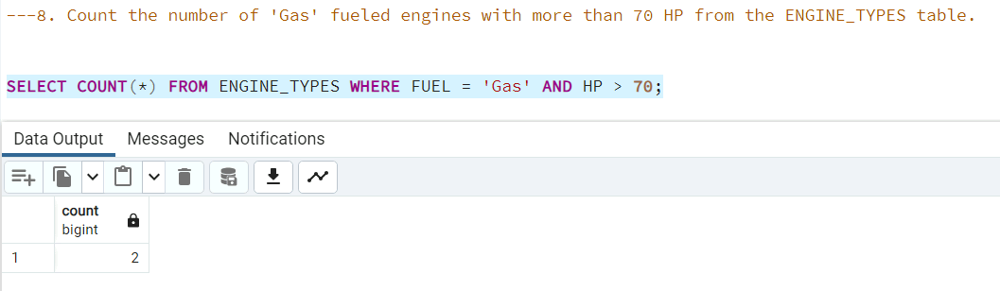 ---8. Count the number of 'Gas' fueled engines with more than 70 HP from the ENGINE_TYPES table.
SELECT COUNT(*) FROM ENGINE_TYPES WHERE FUEL = 'Gas' AND HP > 70;
Data Output Messages Notifications
count
bigint
1 2